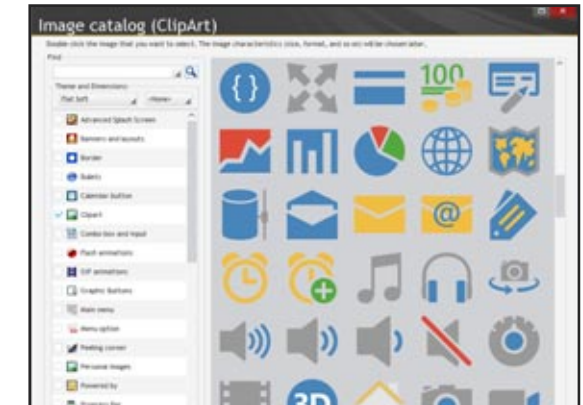 Image catalog (ClipArt)
Double click the image that you want to select. The image characteristics (size, format, and so on) will be chosen later.
Find
Theme and Dimensions:
Flat Soft
<None>
Advanced Splash Screen
Banners and layouts
Border
Bullets
Calendar button
Clipart
Combo box and input
Flash animations
GIF animations
Graphic Buttons
Main menu
Menu option
Peeling corner
Personal images
Powered by
{ }
100
@
3D